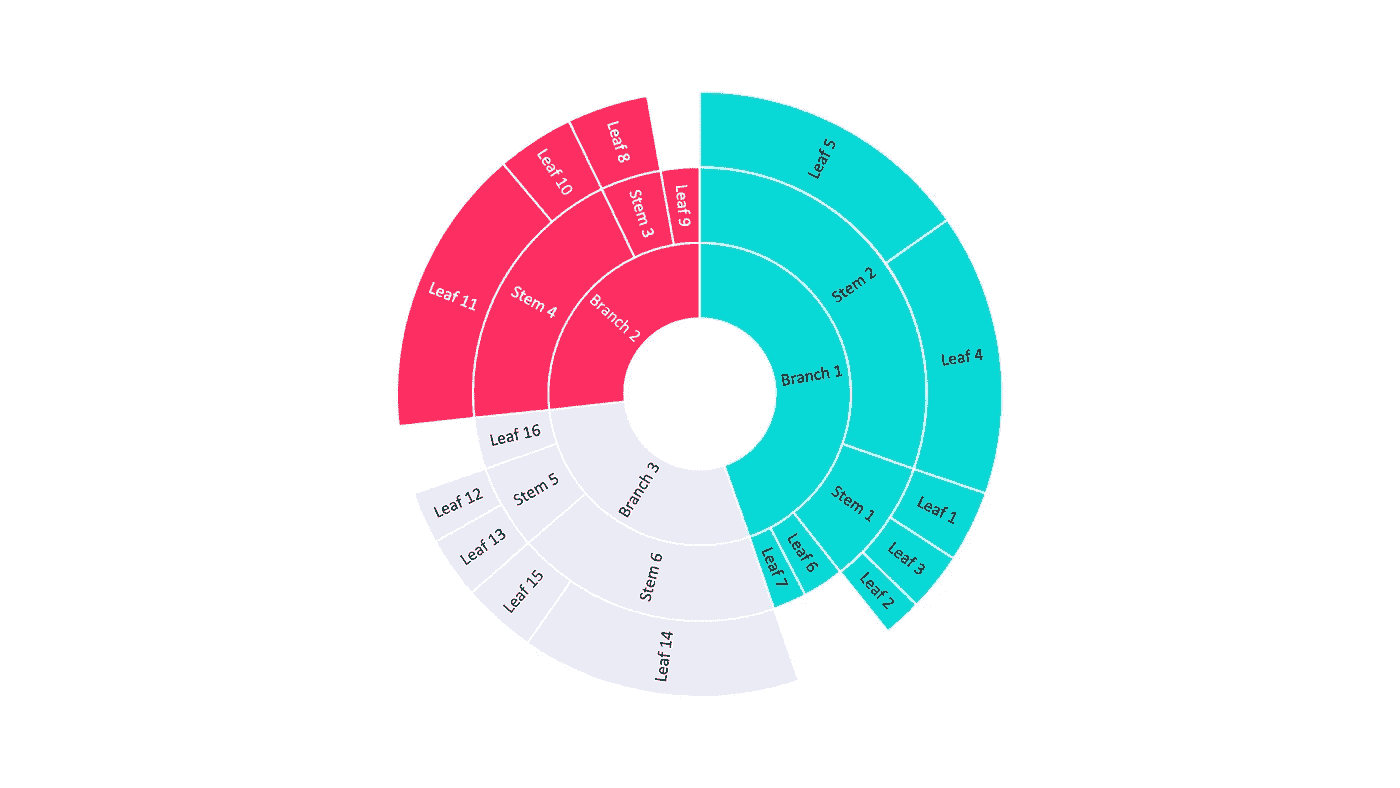 Leaf 5
Leaf 8
Leaf 10
Leaf 9
Stem 3
Stem 2
Leaf 11
Stem 4
Branch 2
Leaf 4
Branch 1
Leaf 16
Branch 3
Stem 5
Leaf 12
Stem 1
Leaf 1
Leaf 13
Leaf 6
Leaf 3
Leaf 7
Stem 6
Leaf 15
Leaf 2
Leaf 14